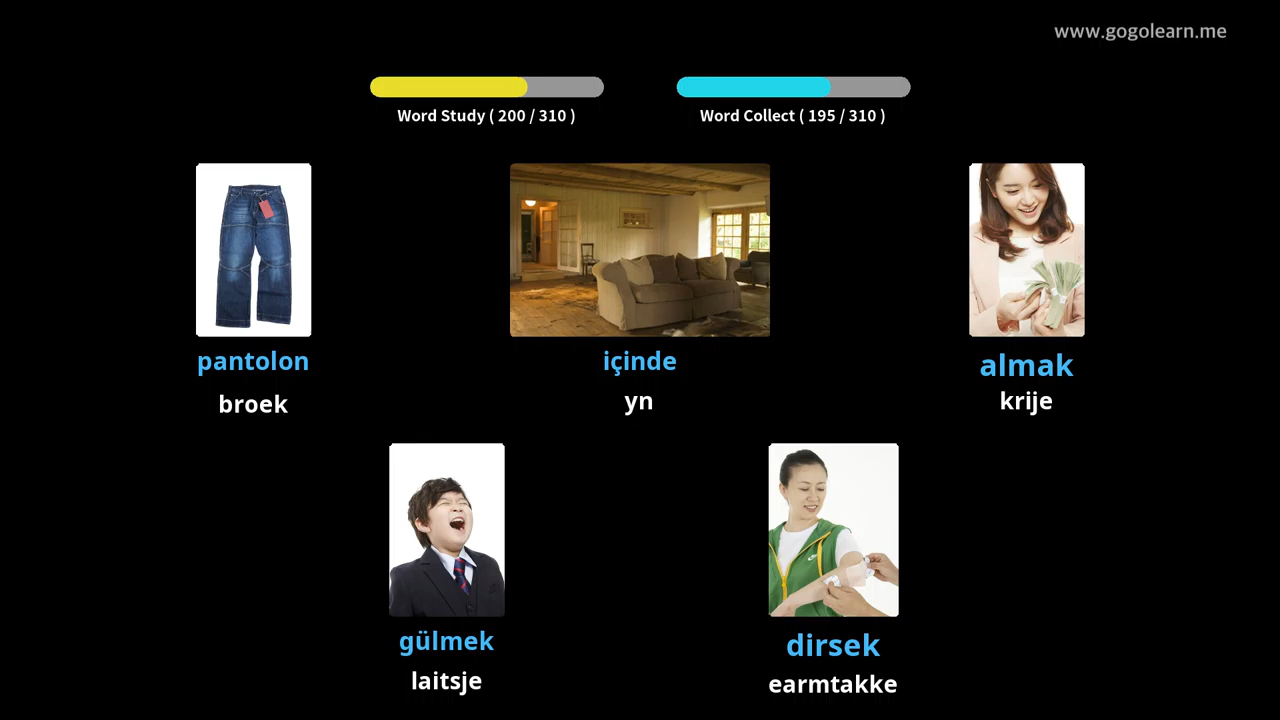 www.gogolearn.me
Word Study ( 200 / 310 )
Word Collect ( 195 / 310 )
pantolon
broek
içinde
yn
almak
krije
gülmek
laitsje
dirsek
earmtakke